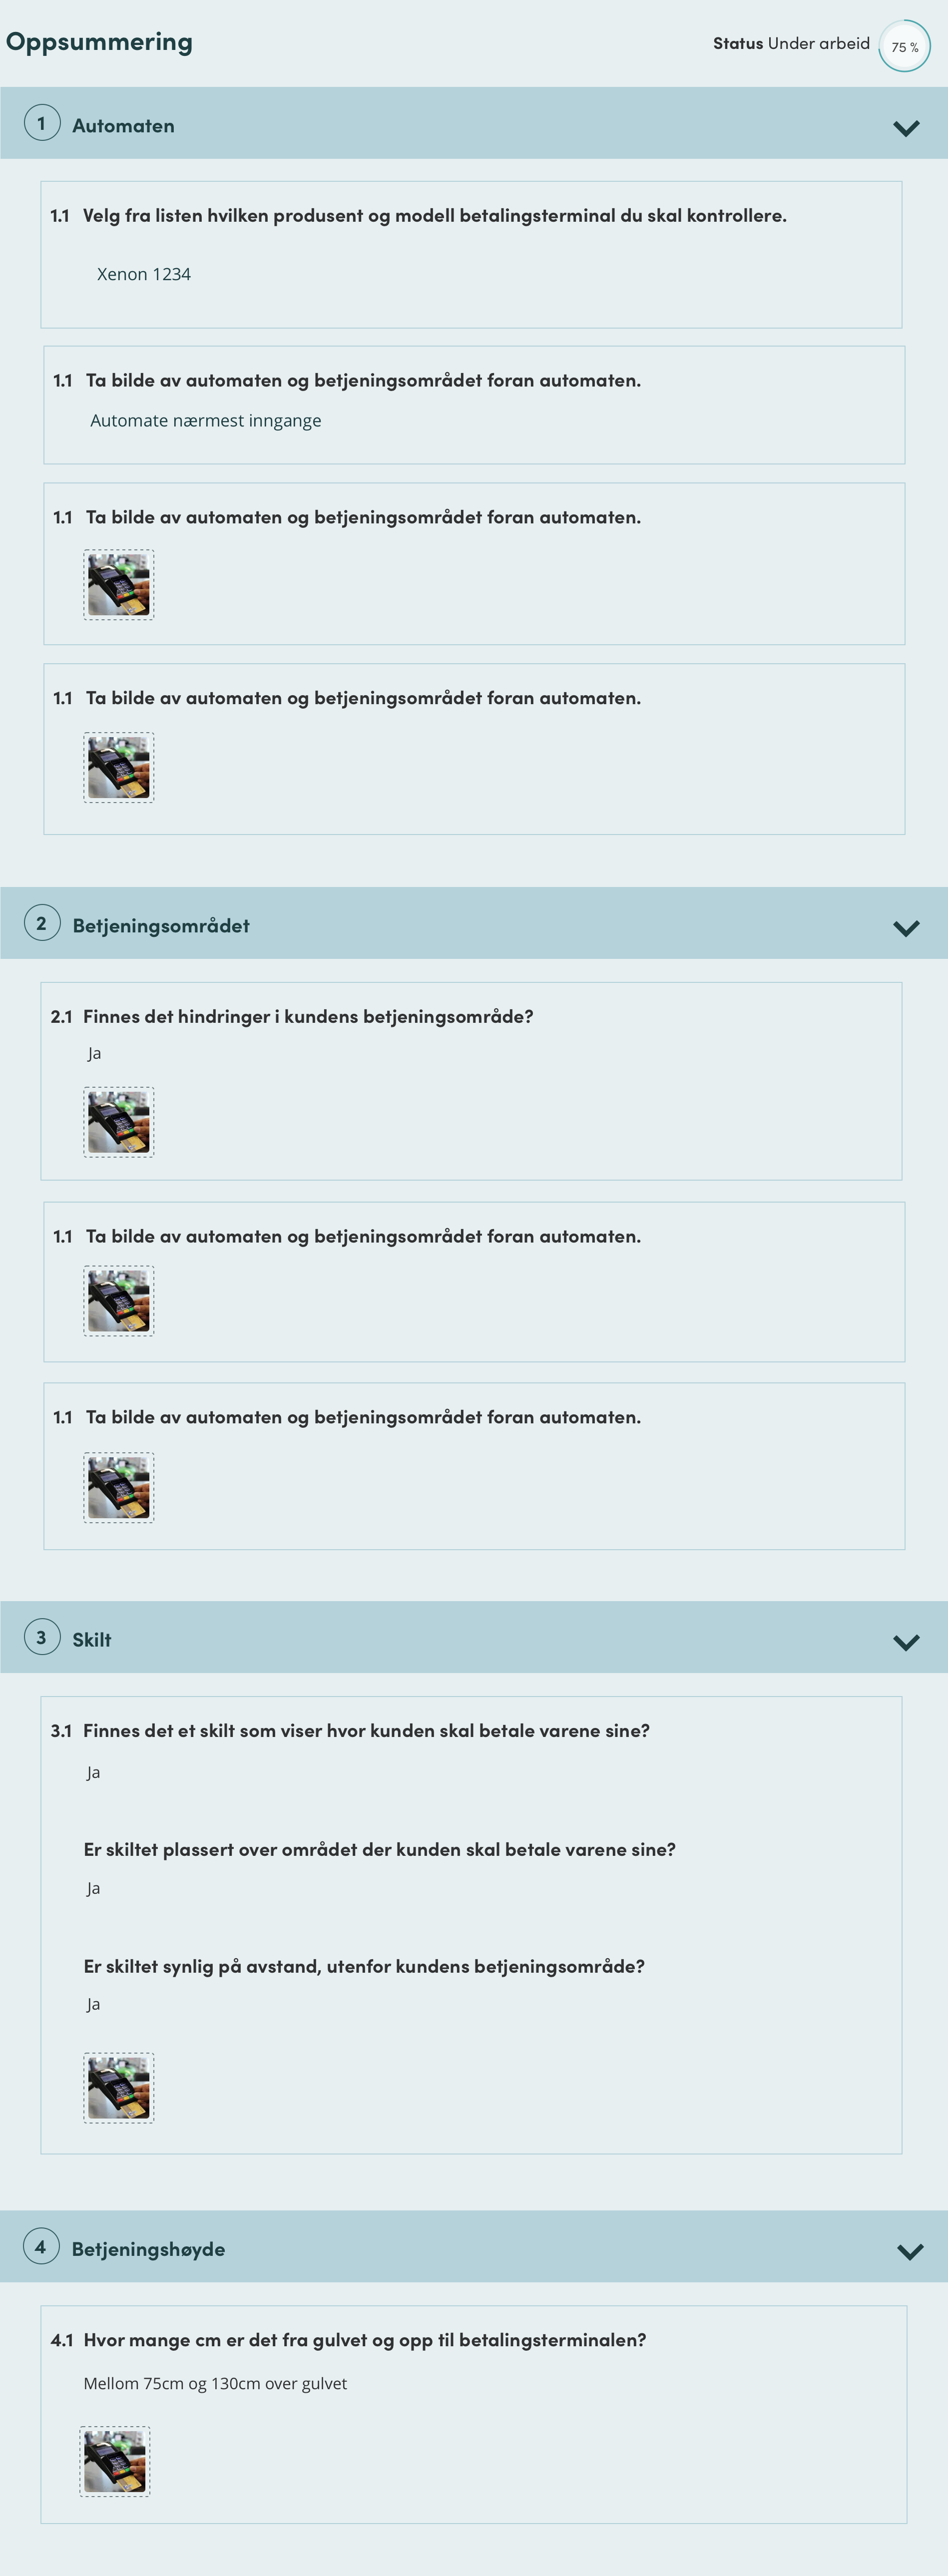 Oppsummering
Status Under arbeid
75 %
1 Automaten
1.1 Velg fra listen hvilken produsent og modell betalingsterminal du skal kontrollere.
Xenon 1234
1.1 Ta bilde av automaten og betjeningsområdet foran automaten.
Automate nærmest inngange
1.1 Ta bilde av automaten og betjeningsområdet foran automaten.
1.1 Ta bilde av automaten og betjeningsområdet foran automaten.
2 Betjeningsområdet
2.1 Finnes det hindringer i kundens betjeningsområde?
Ja
1.1 Ta bilde av automaten og betjeningsområdet foran automaten.
1.1 Ta bilde av automaten og betjeningsområdet foran automaten.
3 Skilt
3.1 Finnes det et skilt som viser hvor kunden skal betale varene sine?
Ja
Er skiltet plassert over området der kunden skal betale varene sine?
Ja
Er skiltet synlig på avstand, utenfor kundens betjeningsområde?
Ja
4 Betjeningshøyde
4.1 Hvor mange cm er det fra gulvet og opp til betalingsterminalen?
Mellom 75cm og 130cm over gulvet